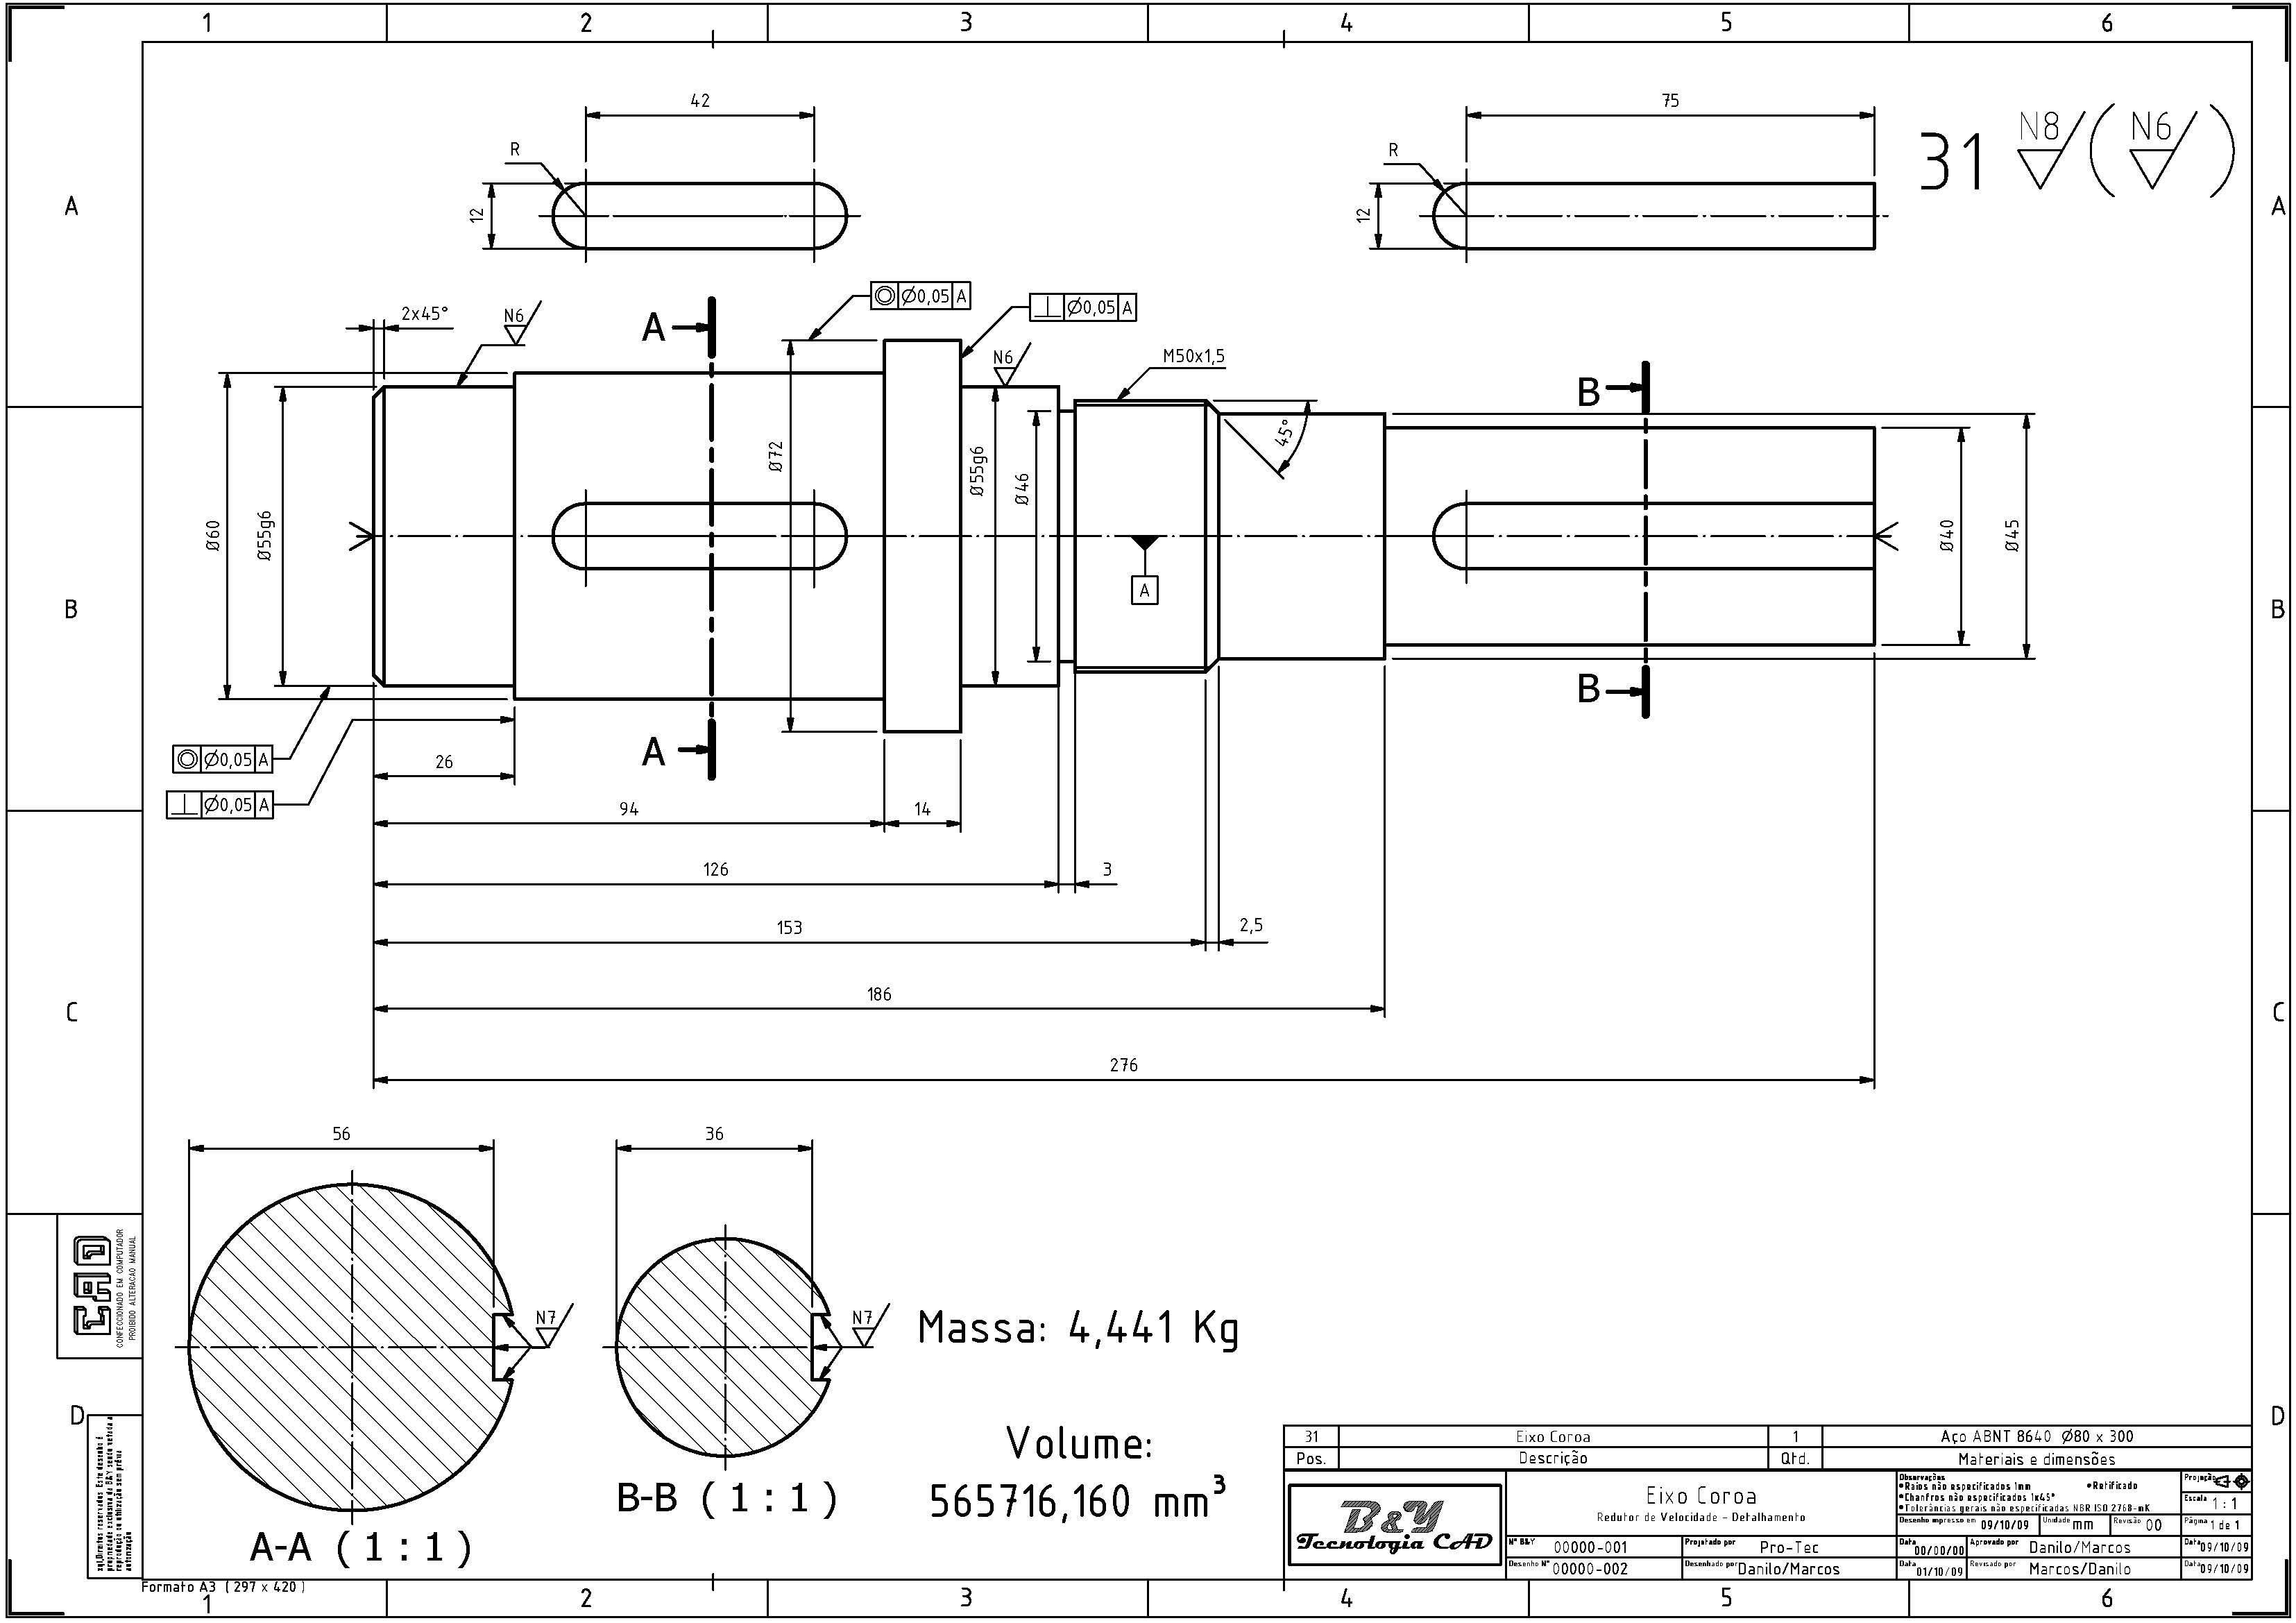 1 2 3 4 5 6
A A
B B
C C
D D
42
R
12
75
R
12
31 N8 ( N6 )
2x45°
N6
A
Ø0,05 A
Ø0,05 A
N6
M50x1,5
B
45°
Ø60
Ø55g6
Ø72
Ø55g6
Ø46
A
Ø40
Ø45
B
A
Ø0,05 A
Ø0,05 A
26
94
14
126
3
153
2,5
186
276
56
36
N7
N7
A-A ( 1 : 1 )
B-B ( 1 : 1 )
Massa: 4,441 Kg
Volume:
565716,160 mm³
CAD
CONFECCIONADO EM COMPUTADOR
PROIBIDO ALTERACAO MANUAL
31 Eixo Coroa 1 Aço ABNT 8640 Ø80 x 300
Pos. Descrição Qtd. Materiais e dimensões
B&Y
Tecnologia CAD
Eixo Coroa
Redutor de Velocidade - Detalhamento
Observações
•Raios não especificados 1mm •Retificado
•Chanfros não especificados 1x45°
•Tolerâncias gerais não especificadas NBR ISO 2768-mK
Projeção
Escala 1 : 1
Desenho impresso em 09/10/09 Unidade mm Revisão 00 Página 1 de 1
N° B&Y 00000-001 Projetado por Pro-Tec Data 00/00/00 Aprovado por Danilo/Marcos Data 09/10/09
Desenho N° 00000-002 Desenhado por Danilo/Marcos Data 01/10/09 Revisado por Marcos/Danilo Data 09/10/09
Formato A3 ( 297 x 420 )
1 2 3 4 5 6